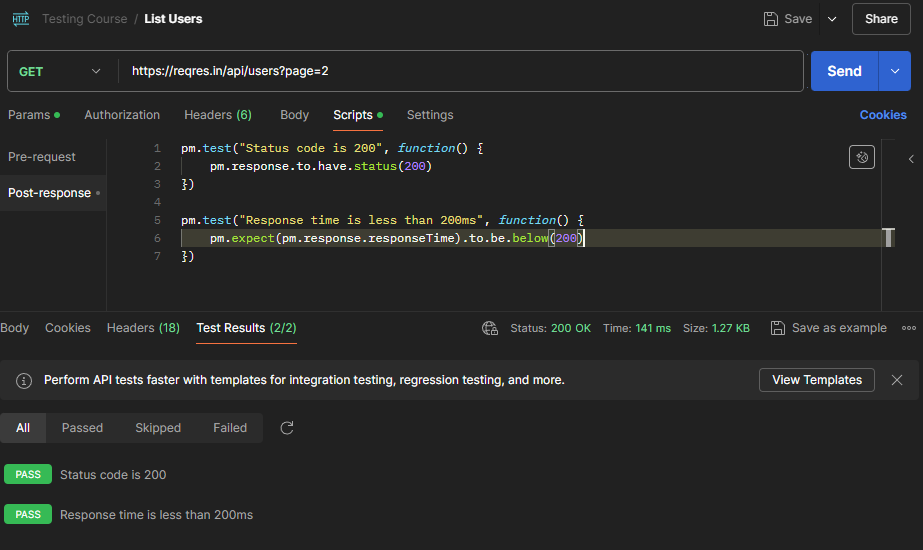 HTTP Testing Course / List Users Save Share
GET https://reqres.in/api/users?page=2 Send
Params Authorization Headers (6) Body Scripts Settings Cookies
Pre-request
Post-response
1 pm.test("Status code is 200", function() {
2 pm.response.to.have.status(200)
3 })
4
5 pm.test("Response time is less than 200ms", function() {
6 pm.expect(pm.response.responseTime).to.be.below(200)
7 })
Body Cookies Headers (18) Test Results (2/2) Status: 200 OK Time: 141 ms Size: 1.27 KB Save as example
Perform API tests faster with templates for integration testing, regression testing, and more. View Templates
All Passed Skipped Failed
PASS Status code is 200
PASS Response time is less than 200ms